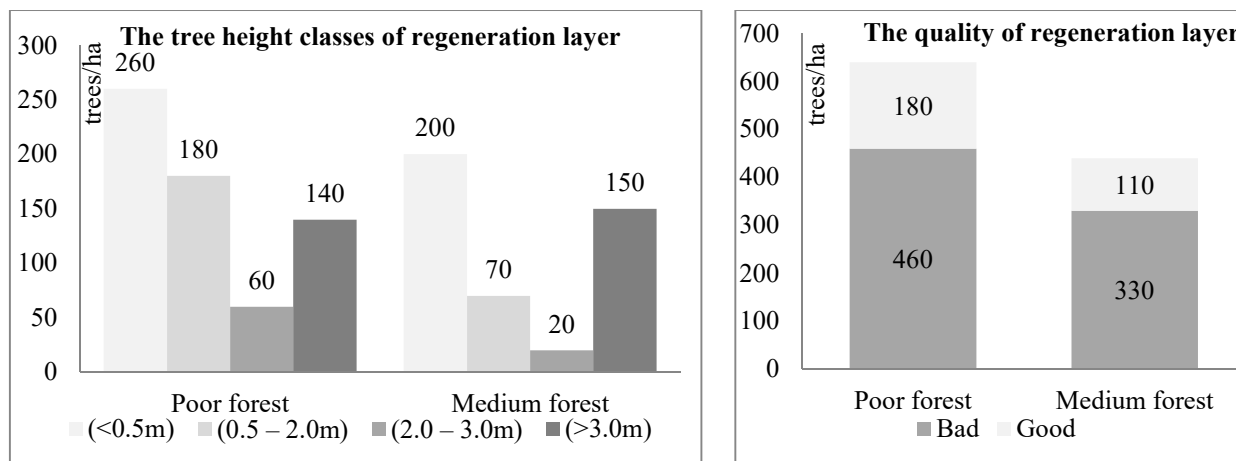 The tree height classes of regeneration layer
trees/ha
300
250
200
150
100
50
0
260
180
60
140
200
70
20
150
Poor forest
Medium forest
(<0.5m) (0.5 – 2.0m) (2.0 – 3.0m) (>3.0m)
The quality of regeneration layer
trees/ha
700
600
500
400
300
200
100
0
180
460
110
330
Poor forest
Medium forest
Bad Good